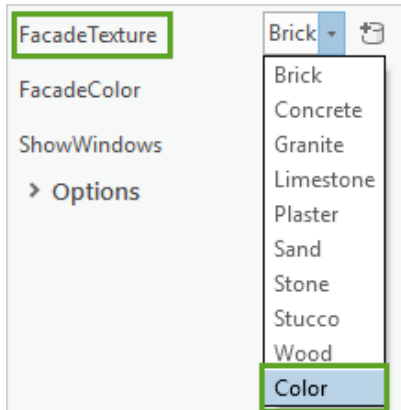 FacadeTexture Brick
FacadeColor
ShowWindows
Options
Brick
Concrete
Granite
Limestone
Plaster
Sand
Stone
Stucco
Wood
Color